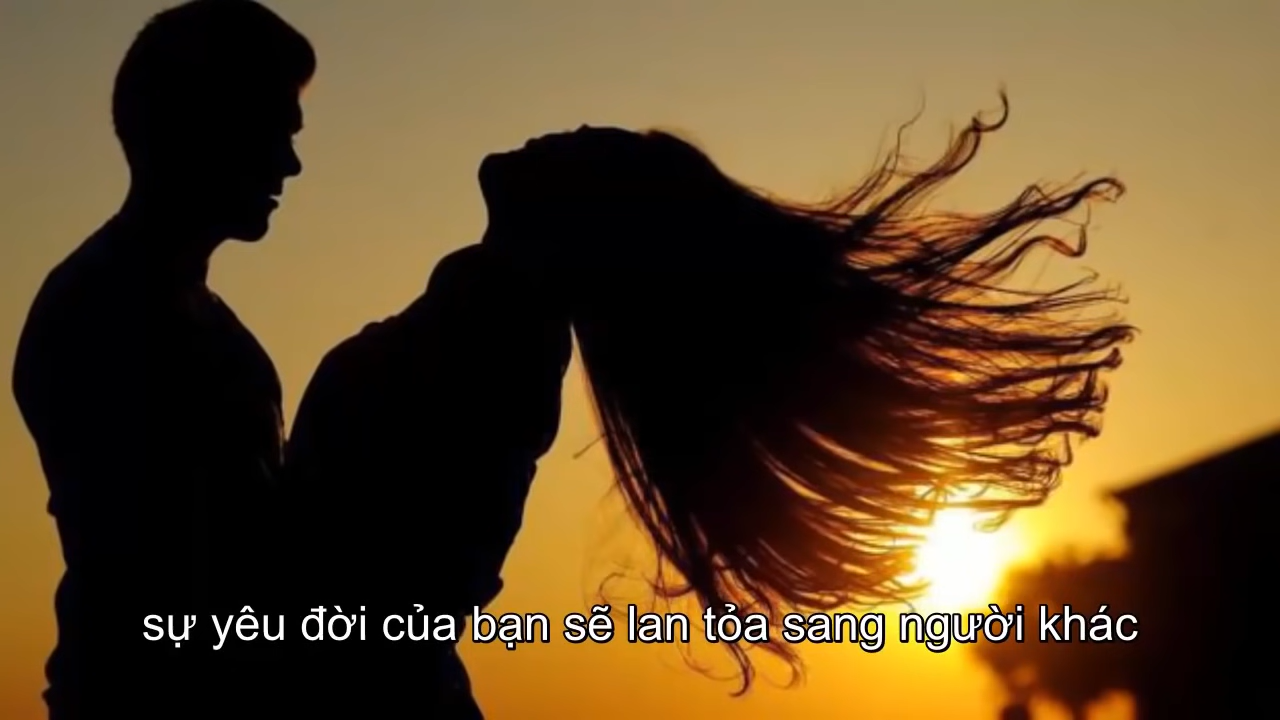 sự yêu đời của bạn sẽ lan tỏa sang người khác